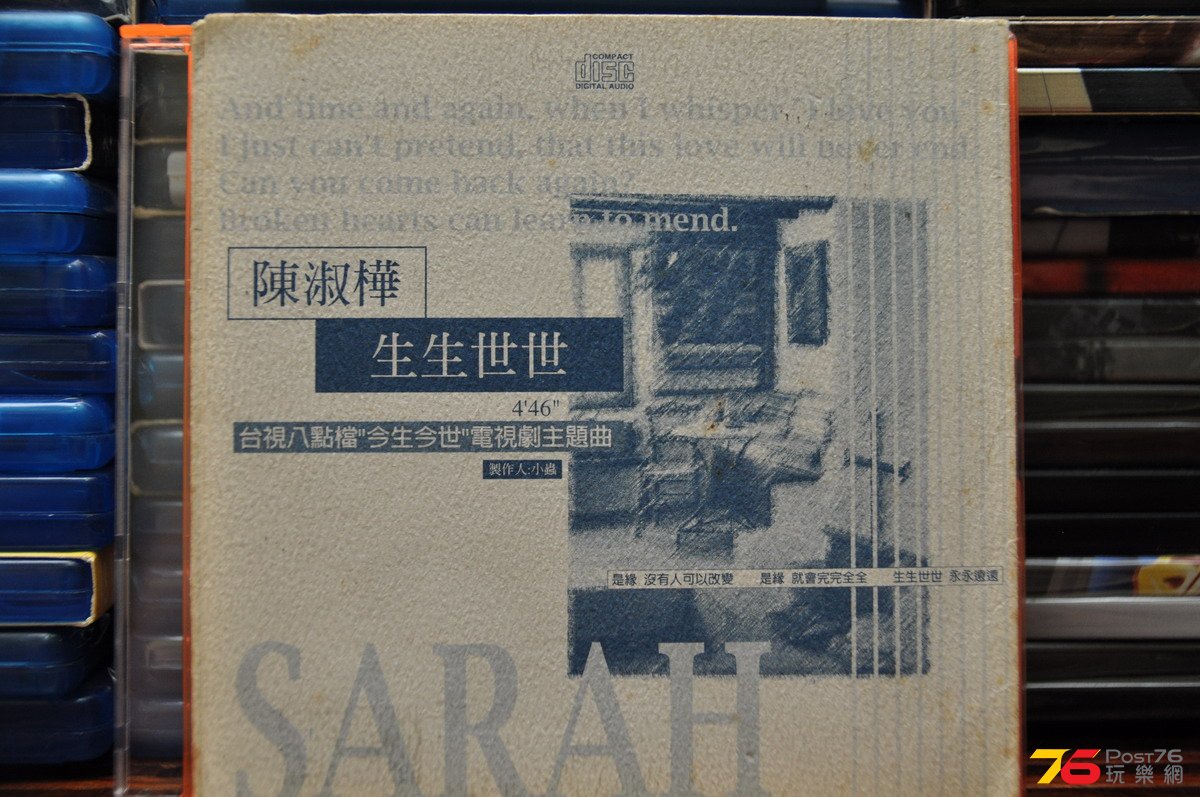 COMPACT
disc
DIGITAL AUDIO
And time and again, when I whisper "I love you"
I just can't pretend, that this love will never end
Can you come back again?
Broken hearts can learn to mend.
陳淑樺
生生世世
4'46"
台視八點檔"今生今世"電視劇主題曲
製作人:小蟲
是緣 沒有人可以改變 是緣 就會完完全全 生生世世 永永遠遠
SARAH
76 Post76
玩樂網